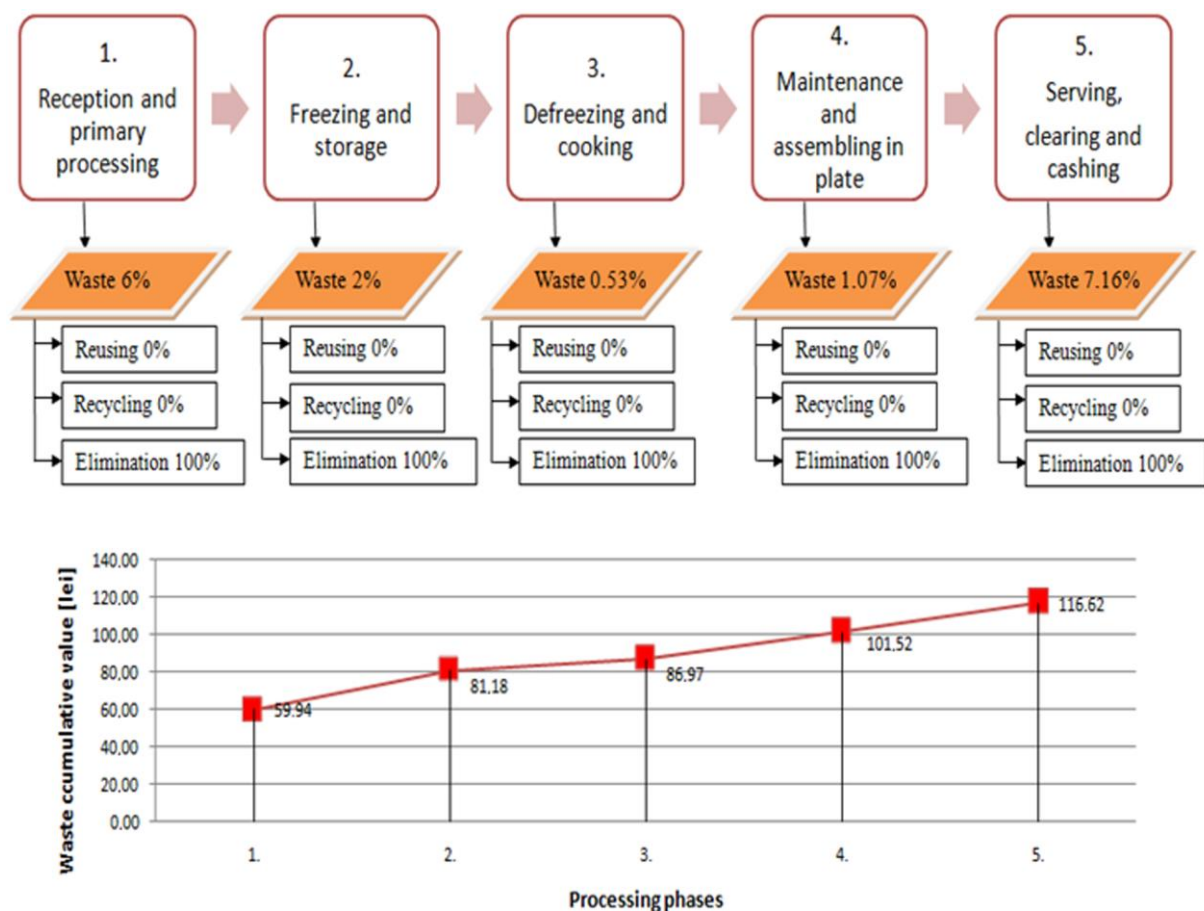 1.
Reception and
primary
processing
2.
Freezing and
storage
3.
Defreezing and
cooking
4.
Maintenance
and
assembling in
plate
5.
Serving,
clearing and
cashing
Waste 6%
Waste 2%
Waste 0.53%
Waste 1.07%
Waste 7.16%
Reusing 0%
Reusing 0%
Reusing 0%
Reusing 0%
Reusing 0%
Recycling 0%
Recycling 0%
Recycling 0%
Recycling 0%
Recycling 0%
Elimination 100%
Elimination 100%
Elimination 100%
Elimination 100%
Elimination 100%
Waste ccumulative value [lei]
140.00
120.00
100.00
80.00
60.00
40.00
20.00
0.00
59.94
81.18
86.97
101.52
116.62
1.
2.
3.
4.
5.
Processing phases